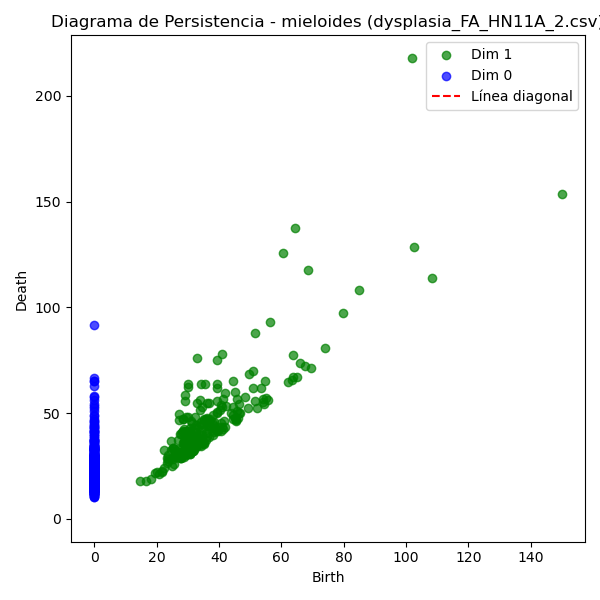 Diagrama de Persistencia - mieloides (dysplasia_FA_HN11A_2.csv)
Dim 1
Dim 0
Línea diagonal
200
150
100
50
0
Death
0 20 40 60 80 100 120 140
Birth